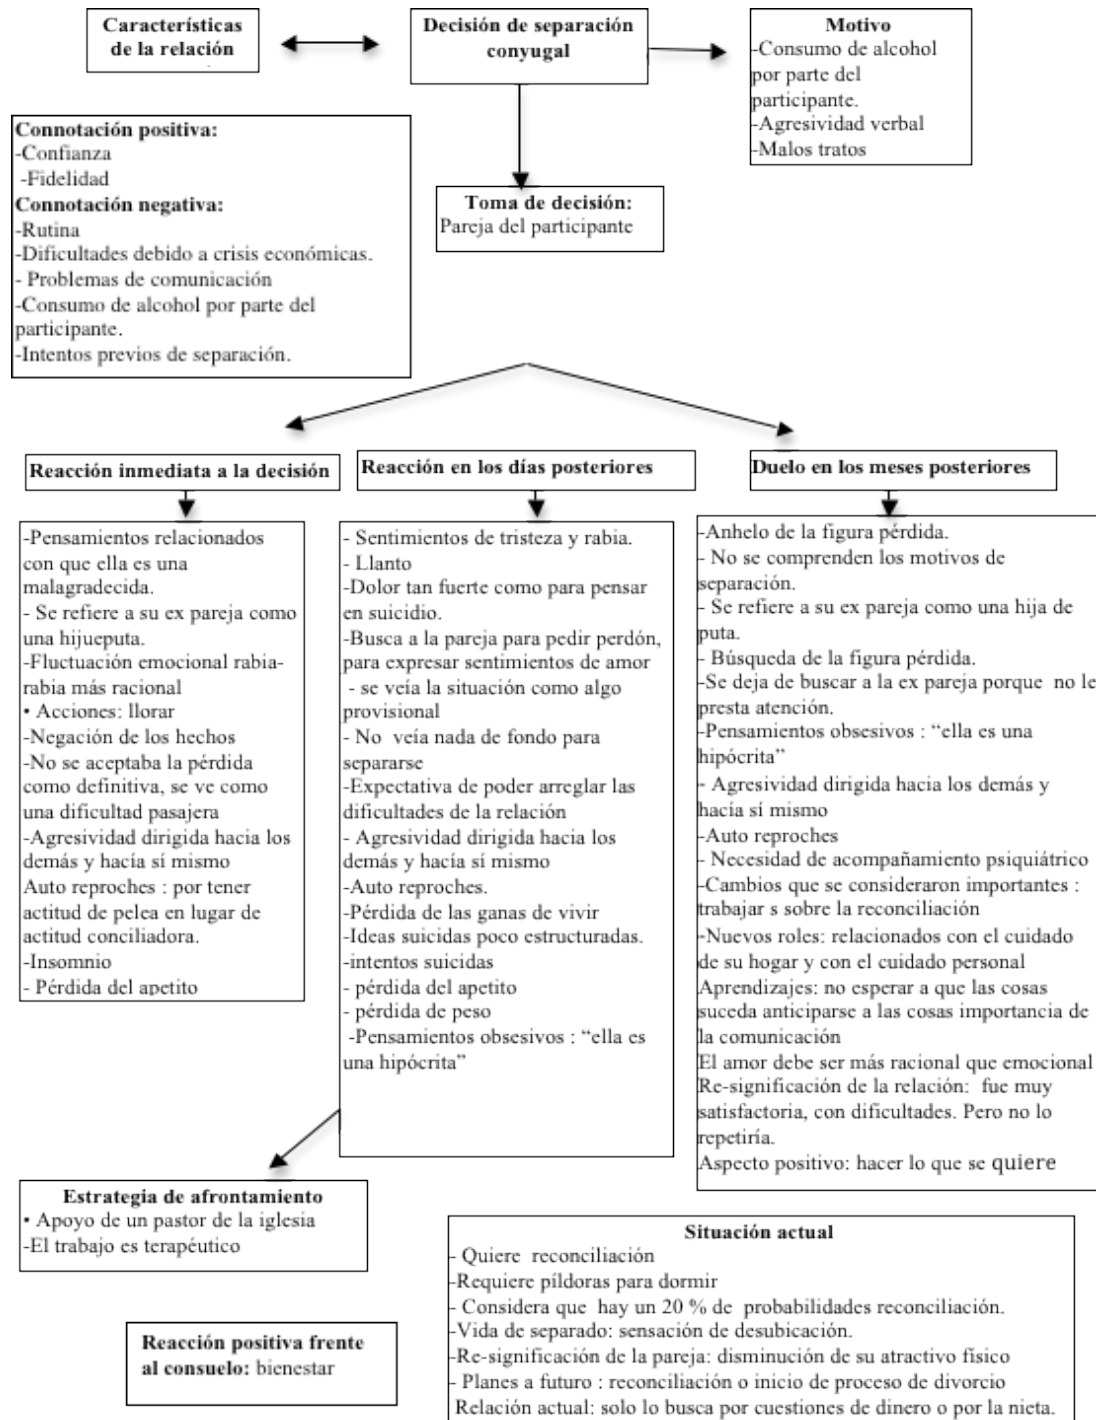 Características
de la relación
Decisión de separación
conyugal
Motivo
-Consumo de alcohol
por parte del
participante.
-Agresividad verbal
-Malos tratos
Connotación positiva:
-Confianza
-Fidelidad
Connotación negativa:
-Rutina
-Dificultades debido a crisis económicas.
- Problemas de comunicación
-Consumo de alcohol por parte del
participante.
-Intentos previos de separación.
Toma de decisión:
Pareja del participante
Reacción inmediata a la decisión
-Pensamientos relacionados
con que ella es una
malagradecida.
- Se refiere a su ex pareja como
una hijueputa.
-Fluctuación emocional rabia-
rabia más racional
• Acciones: llorar
-Negación de los hechos
-No se aceptaba la pérdida
como definitiva, se ve como
una dificultad pasajera
-Agresividad dirigida hacia los
demás y hacía sí mismo
Auto reproches : por tener
actitud de pelea en lugar de
actitud conciliadora.
-Insomnio
- Pérdida del apetito
Reacción en los días posteriores
- Sentimientos de tristeza y rabia.
- Llanto
-Dolor tan fuerte como para pensar
en suicidio.
-Busca a la pareja para pedir perdón,
para expresar sentimientos de amor
- se veía la situación como algo
provisional
- No veía nada de fondo para
separarse
-Expectativa de poder arreglar las
dificultades de la relación
- Agresividad dirigida hacia los
demás y hacía sí mismo
-Auto reproches.
-Pérdida de las ganas de vivir
-Ideas suicidas poco estructuradas.
-intentos suicidas
- pérdida del apetito
- pérdida de peso
-Pensamientos obsesivos : “ella es
una hipócrita”
Duelo en los meses posteriores
-Anhelo de la figura pérdida.
- No se comprenden los motivos de
separación.
- Se refiere a su ex pareja como una hija de
puta.
- Búsqueda de la figura pérdida.
-Se deja de buscar a la ex pareja porque no le
presta atención.
-Pensamientos obsesivos : “ella es una
hipócrita”
- Agresividad dirigida hacia los demás y
hacía sí mismo
-Auto reproches
- Necesidad de acompañamiento psiquiátrico
-Cambios que se consideraron importantes :
trabajar s sobre la reconciliación
-Nuevos roles: relacionados con el cuidado
de su hogar y con el cuidado personal
Aprendizajes: no esperar a que las cosas
suceda anticiparse a las cosas importancia de
la comunicación
El amor debe ser más racional que emocional
Re-significación de la relación: fue muy
satisfactoria, con dificultades. Pero no lo
repetiría.
Aspecto positivo: hacer lo que se quiere
Estrategia de afrontamiento
• Apoyo de un pastor de la iglesia
-El trabajo es terapéutico
Reacción positiva frente
al consuelo: bienestar
Situación actual
- Quiere reconciliación
-Requiere píldoras para dormir
- Considera que hay un 20 % de probabilidades reconciliación.
-Vida de separado: sensación de desubicación.
-Re-significación de la pareja: disminución de su atractivo físico
- Planes a futuro : reconciliación o inicio de proceso de divorcio
Relación actual: solo lo busca por cuestiones de dinero o por la nieta.